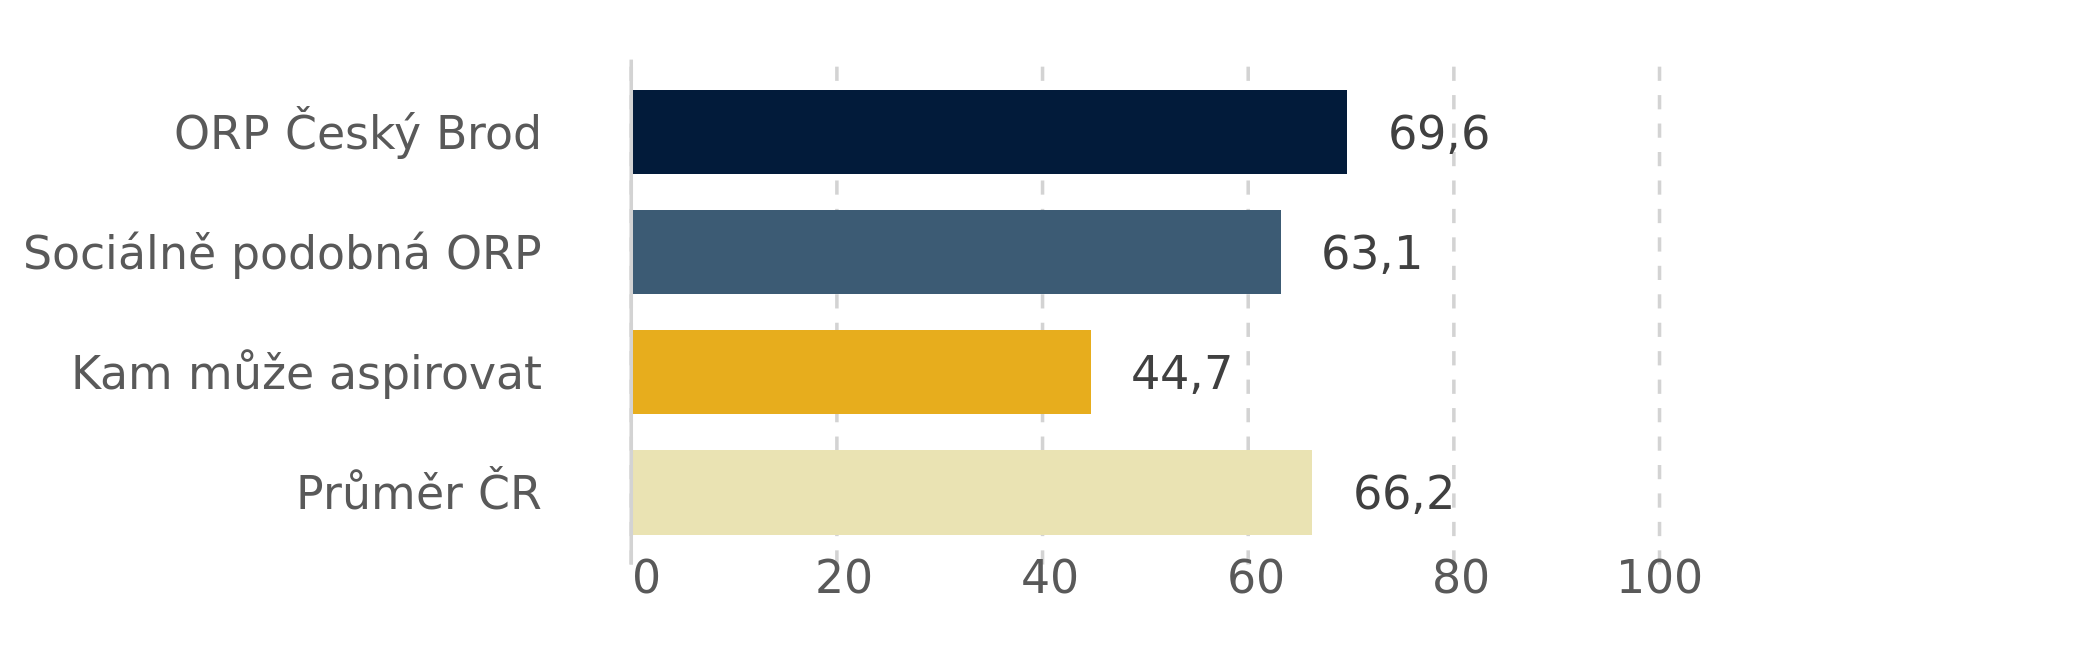 ORP Český Brod 69,6
Sociálně podobná ORP 63,1
Kam může aspirovat 44,7
Průměr ČR 66,2
0 20 40 60 80 100